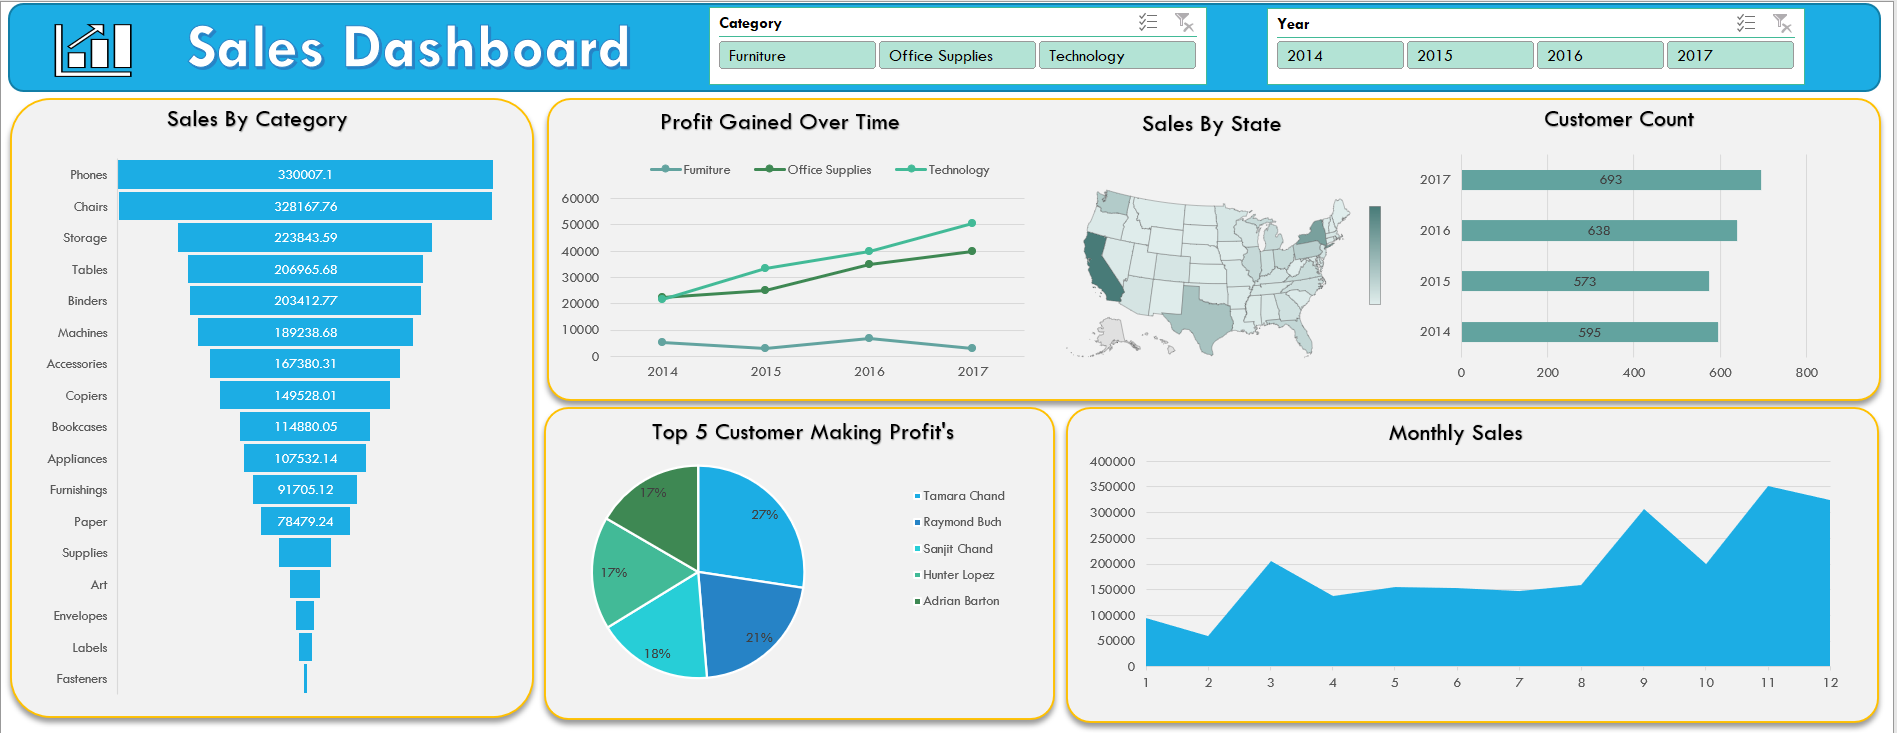 Sales Dashboard
Category
Furniture
Office Supplies
Technology
Year
2014
2015
2016
2017
Sales By Category
Phones 330007.1
Chairs 328167.76
Storage 223843.59
Tables 206965.68
Binders 203412.77
Machines 189238.68
Accessories 167380.31
Copiers 149528.01
Bookcases 114880.05
Appliances 107532.14
Furnishings 91705.12
Paper 78479.24
Supplies
Art
Envelopes
Labels
Fasteners
Profit Gained Over Time
Furniture Office Supplies Technology
60000
50000
40000
30000
20000
10000
0
2014 2015 2016 2017
Sales By State
Customer Count
2017 693
2016 638
2015 573
2014 595
0 200 400 600 800
Top 5 Customer Making Profit's
27%
21%
18%
17%
17%
Tamara Chand
Raymond Buch
Sanjit Chand
Hunter Lopez
Adrian Barton
Monthly Sales
400000
350000
300000
250000
200000
150000
100000
50000
0
1 2 3 4 5 6 7 8 9 10 11 12